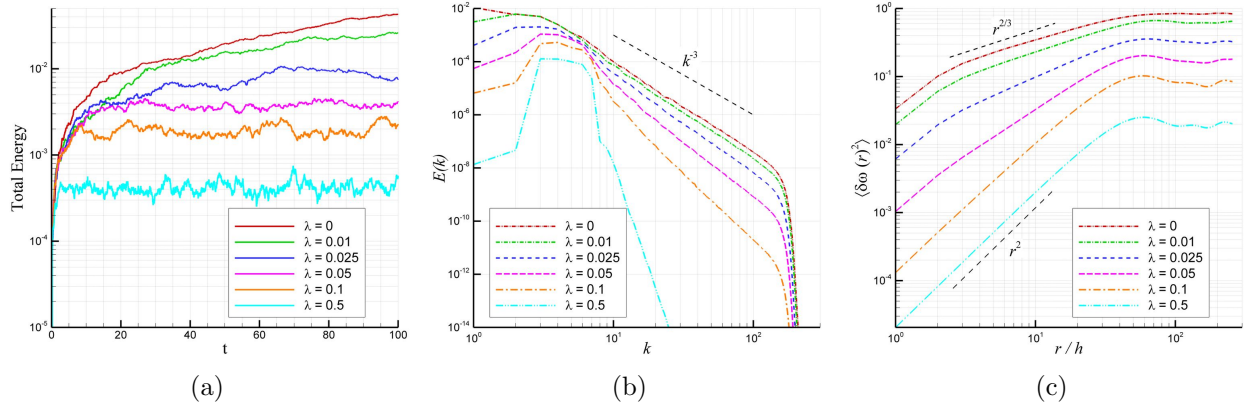 Total Energy
10^-2
10^-3
10^-4
10^-5
0
20
40
60
80
100
t
λ = 0
λ = 0.01
λ = 0.025
λ = 0.05
λ = 0.1
λ = 0.5
(a)
E(k)
10^-2
10^-4
10^-6
10^-8
10^-10
10^-12
10^-14
10^0
10^1
10^2
k
k^-3
λ = 0
λ = 0.01
λ = 0.025
λ = 0.05
λ = 0.1
λ = 0.5
(b)
⟨δω (r)^2⟩
10^0
10^-1
10^-2
10^-3
10^-4
10^0
10^1
10^2
r / h
r^2/3
r^2
λ = 0
λ = 0.01
λ = 0.025
λ = 0.05
λ = 0.1
λ = 0.5
(c)